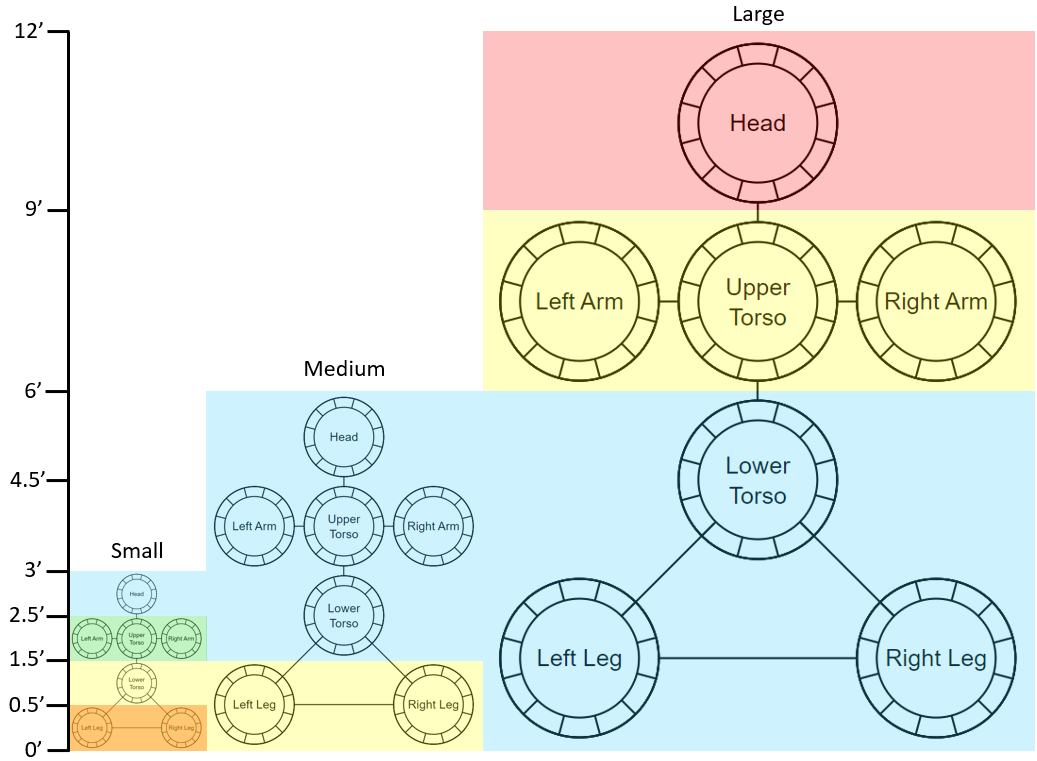 Large
12’
Head
9’
Left Arm
Upper
Torso
Right Arm
6’
Medium
Head
Lower
Torso
4.5’
Left Arm
Upper
Torso
Right Arm
Small
3’
Head
2.5’
Left Arm
Upper
Torso
Right Arm
Lower
Torso
Left Leg
Right Leg
1.5’
Lower
Torso
Left Leg
Right Leg
0.5’
Left Leg
Right Leg
0’